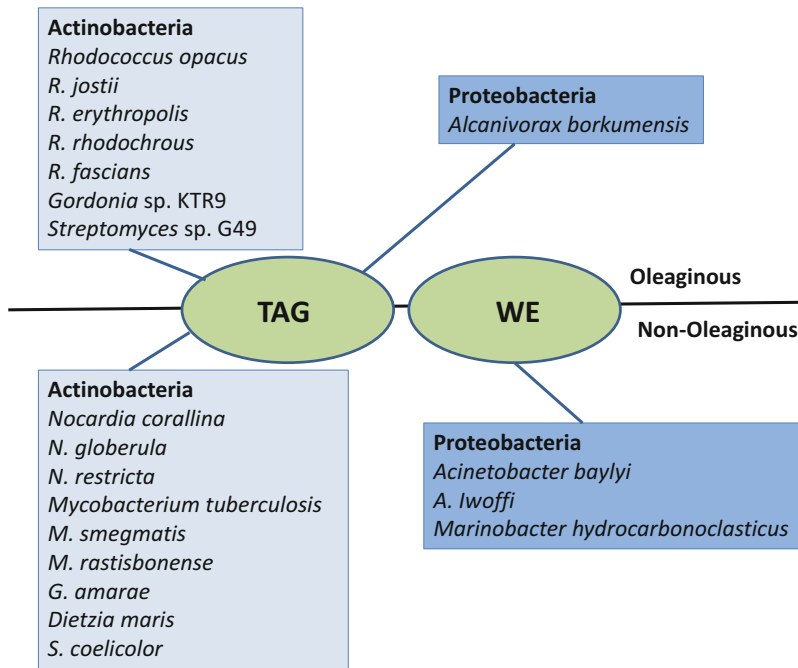 Actinobacteria
Rhodococcus opacus
R. jostii
R. erythropolis
R. rhodochrous
R. fascians
Gordonia sp. KTR9
Streptomyces sp. G49
Proteobacteria
Alcanivorax borkumensis
TAG
WE
Oleaginous
Non-Oleaginous
Actinobacteria
Nocardia corallina
N. globerula
N. restricta
Mycobacterium tuberculosis
M. smegmatis
M. rastisbonense
G. amarae
Dietzia maris
S. coelicolor
Proteobacteria
Acinetobacter baylyi
A. Iwoffi
Marinobacter hydrocarbonoclasticus